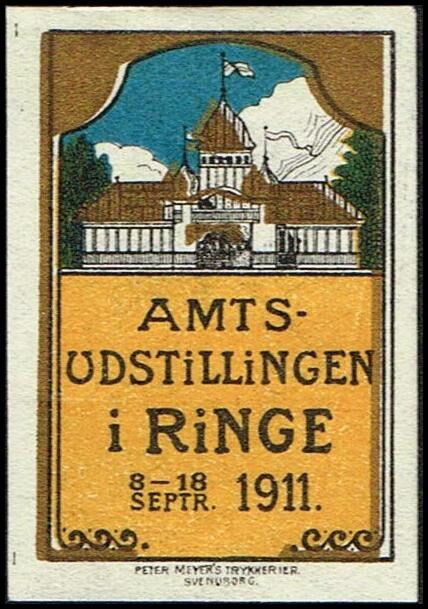 AMTS-
UDSTiLLiNGEN
i RiNGE
8-18
SEPTR. 1911.
PETER MEYER'S TRYKKERIER.
SVENDBORG.